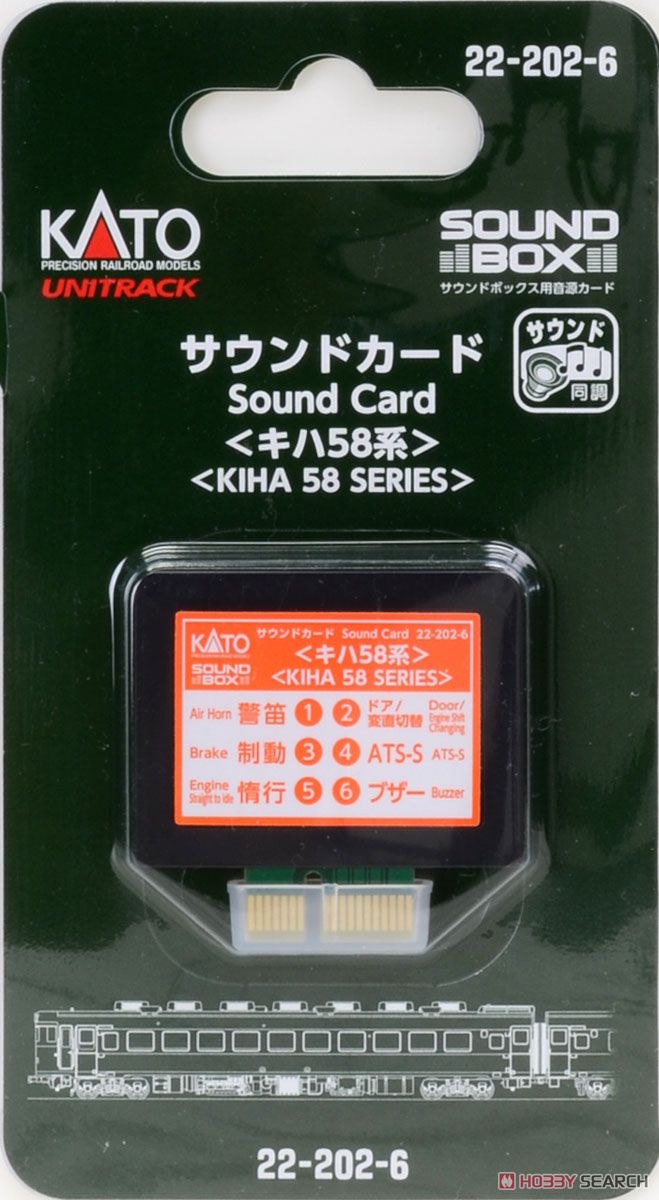 22-202-6
KATO
PRECISION RAILROAD MODELS
UNITRACK
SOUND
BOX
サウンドボックス用音源カード
サウンド
同調
サウンドカード
Sound Card
<キハ58系>
<KIHA 58 SERIES>
KATO
SOUND
BOX
サウンドカード Sound Card 22-202-6
<キハ58系>
<KIHA 58 SERIES>
Air Horn 警笛 1 2 ドア/変直切替 Door/Engine Shift Changing
Brake 制動 3 4 ATS-S ATS-S
Engine Straight to idle 惰行 5 6 ブザー Buzzer
22-202-6
HOBBY SEARCH